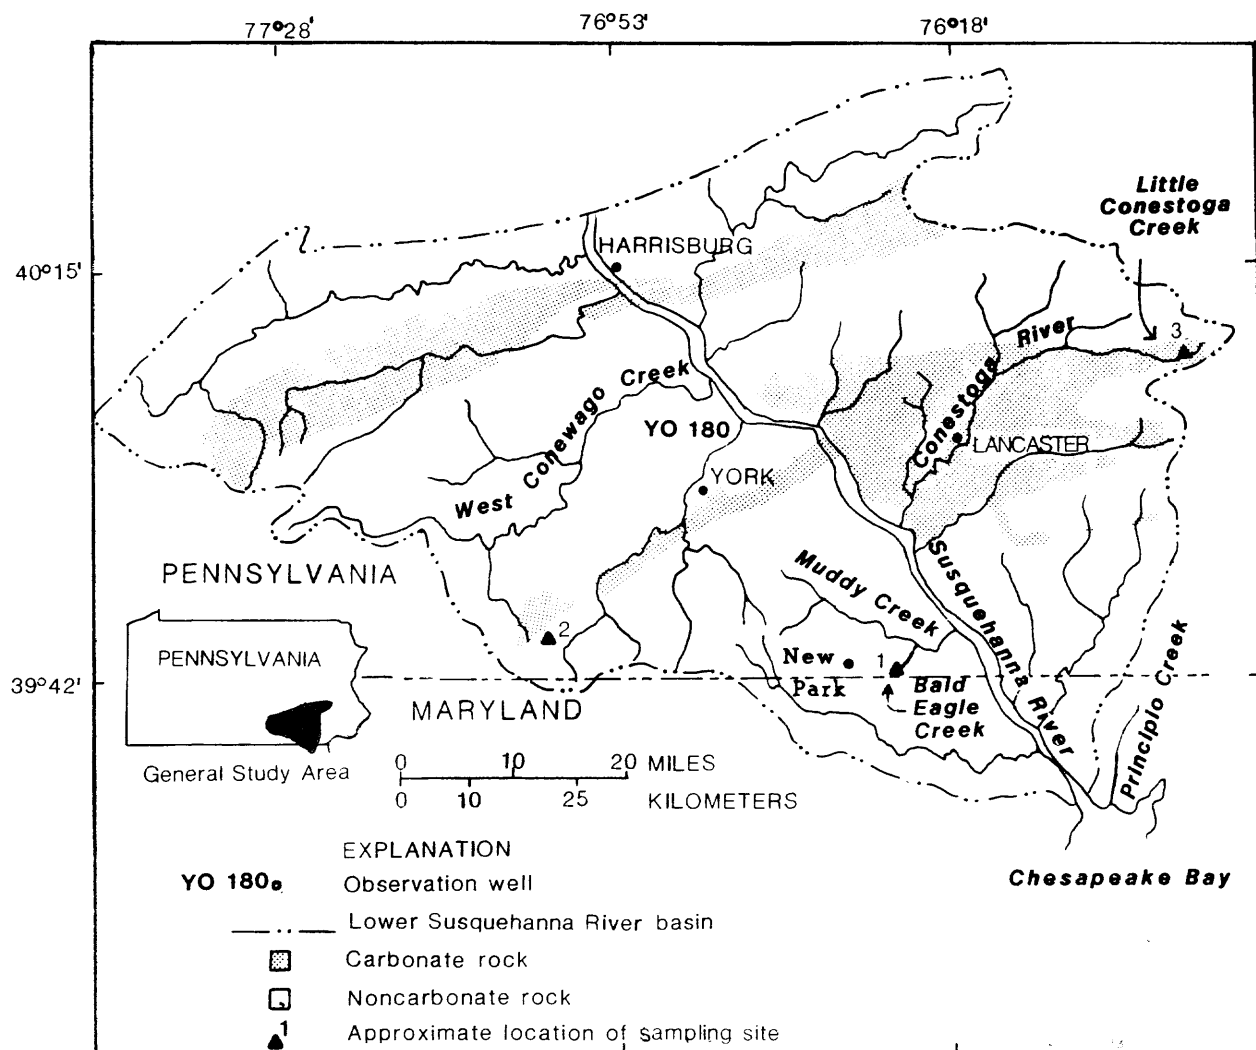 77°28' 76°53' 76°18'
Little
Conestoga
Creek
HARRISBURG
40°15'
3
Conestoga River
West Conewago Creek
YO 180
LANCASTER
YORK
PENNSYLVANIA
Muddy Creek
Susquehanna River
2
PENNSYLVANIA
New
Park
1
39°42'
Bald
Eagle
Creek
MARYLAND
Principio Creek
General Study Area
0 10 20 MILES
0 10 25 KILOMETERS
EXPLANATION
YO 180 Observation well
Chesapeake Bay
Lower Susquehanna River basin
Carbonate rock
Noncarbonate rock
1 Approximate location of sampling site